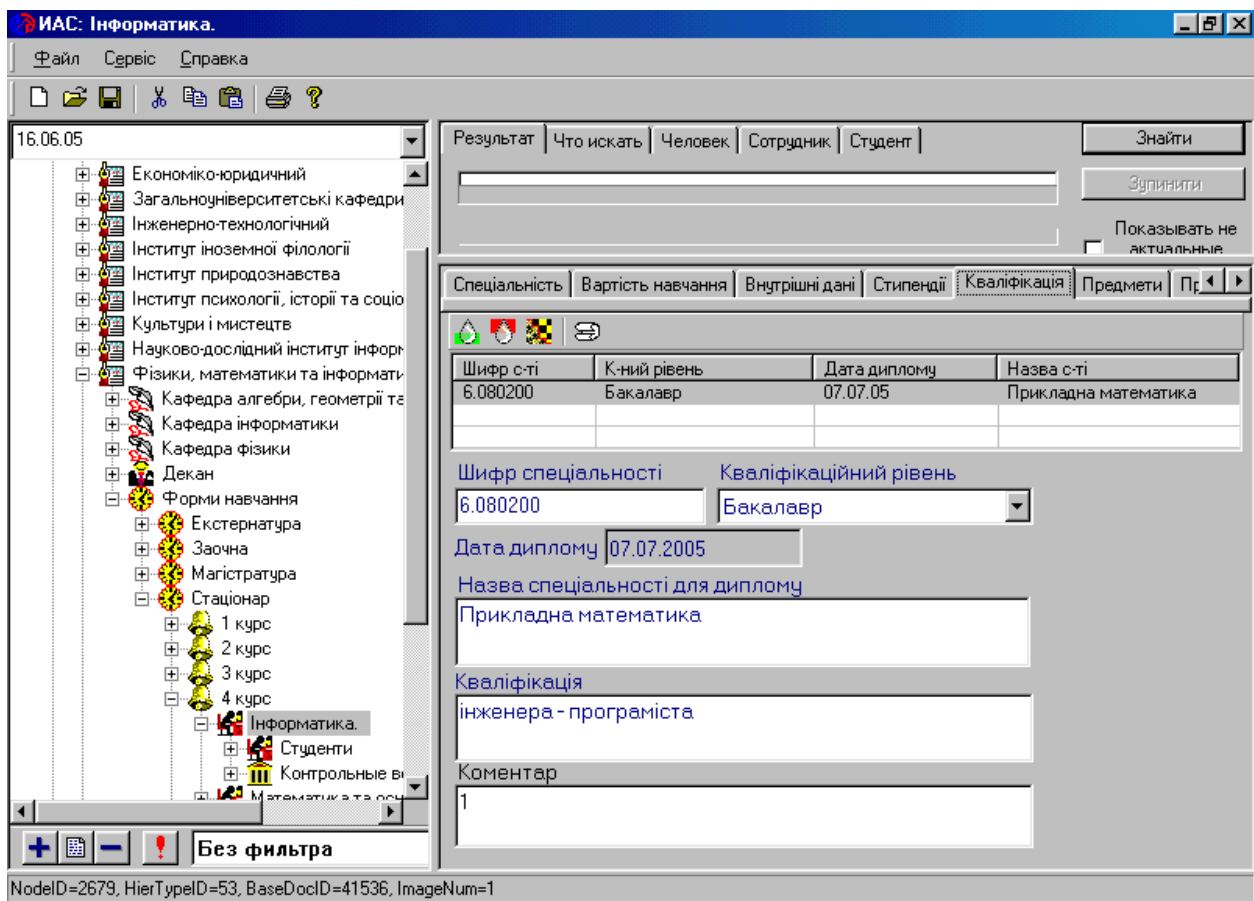 ИАС: Інформатика.
Файл Сервіс Справка
16.06.05
Економіко-юридичний
Загальноуніверситетські кафедри
Інженерно-технологічний
Інститут іноземної філології
Інститут природознавства
Інститут психології, історії та соціо
Культури і мистецтв
Науково-дослідний інститут інформ
Фізики, математики та інформати
Кафедра алгебри, геометрії та
Кафедра інформатики
Кафедра фізики
Декан
Форми навчання
Екстернатура
Заочна
Магістратура
Стаціонар
1 курс
2 курс
3 курс
4 курс
Інформатика.
Студенти
Контрольные в
Математика та осн
Без фильтра
Результат Что искать Человек Сотрудник Студент
Знайти
Зупинити
Показывать не
актуальные
Спеціальність Вартість навчання Внутрішні дані Стипендії Кваліфікація Предмети Пр
Шифр с-ті К-ний рівень Дата диплому Назва с-ті
6.080200 Бакалавр 07.07.05 Прикладна математика
Шифр спеціальності Кваліфікаційний рівень
6.080200 Бакалавр
Дата диплому 07.07.2005
Назва спеціальності для диплому
Прикладна математика
Кваліфікація
інженера-програміста
Коментар
1
NodeID=2679, HierTypeID=53, BaseDocID=41536, ImageNum=1